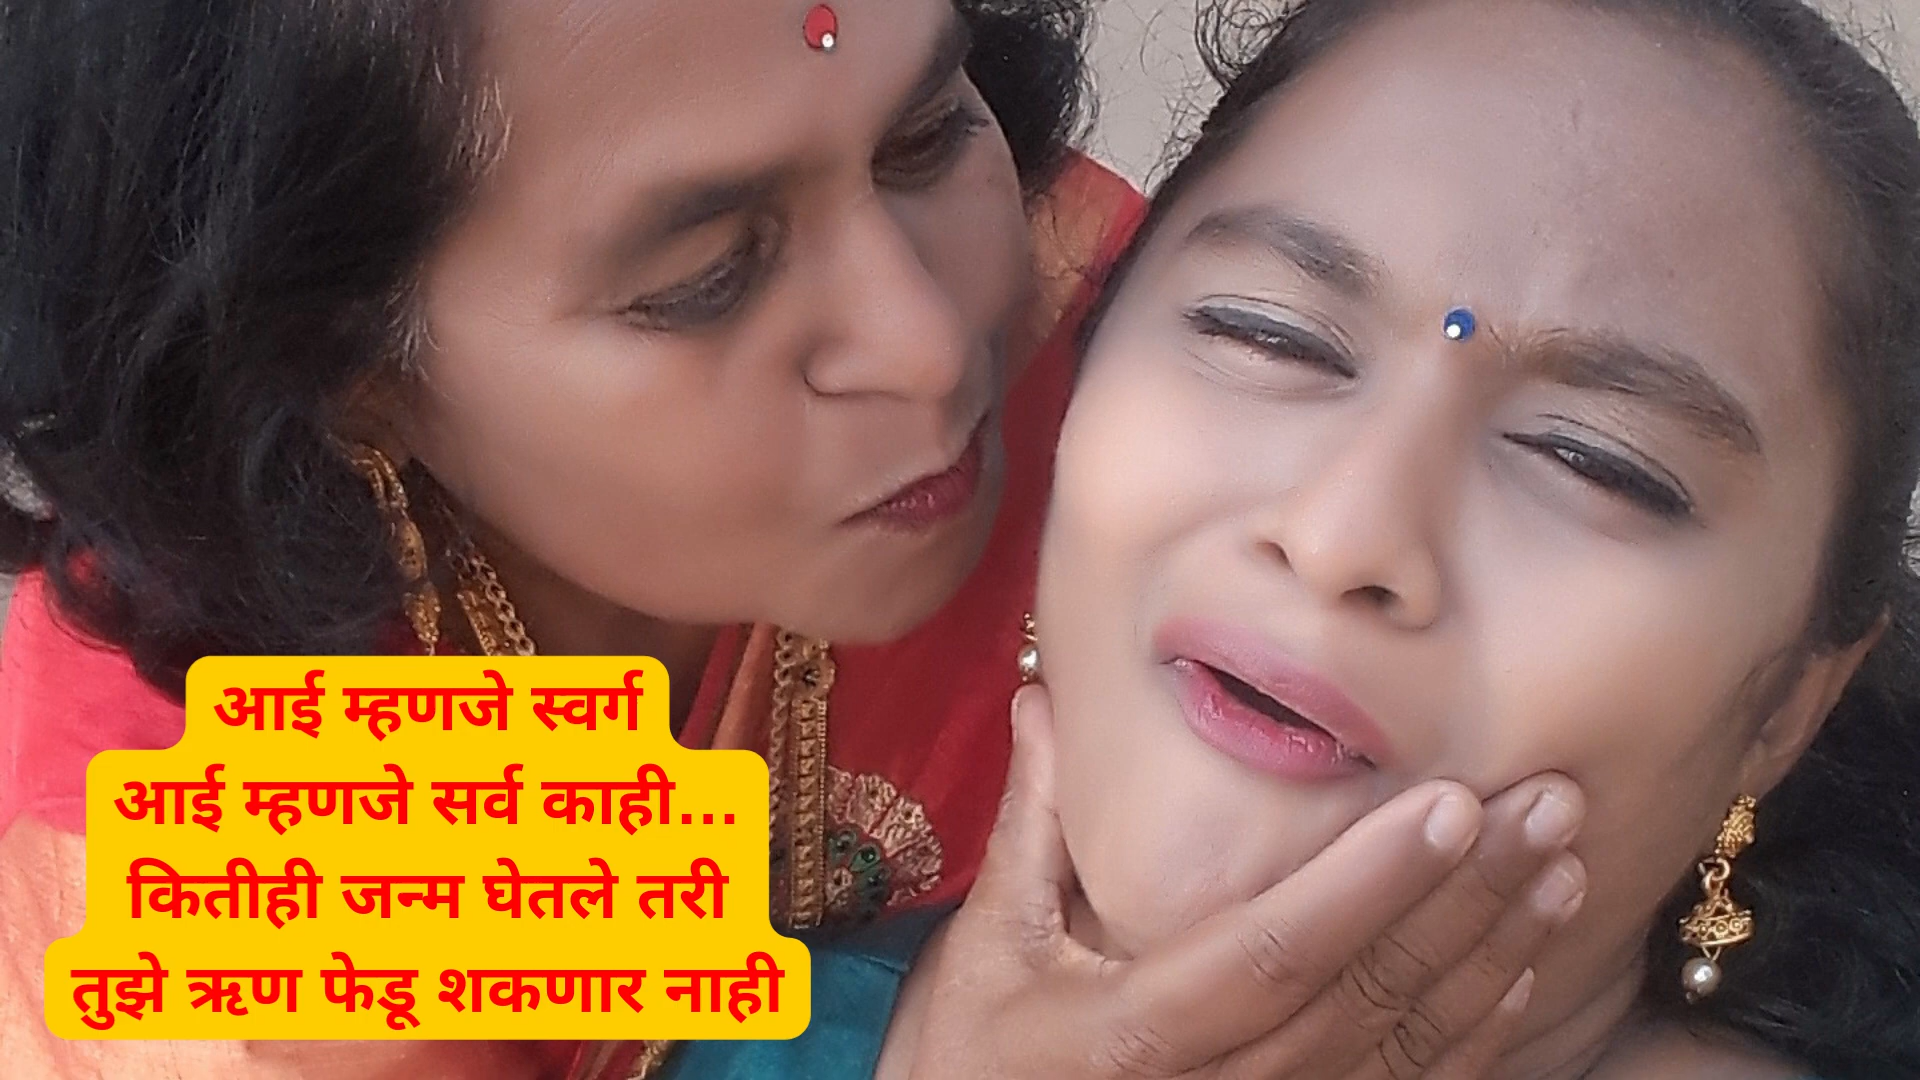 आई म्हणजे स्वर्ग
आई म्हणजे सर्व काही...
कितीही जन्म घेतले तरी
तुझे ऋण फेडू शकणार नाही